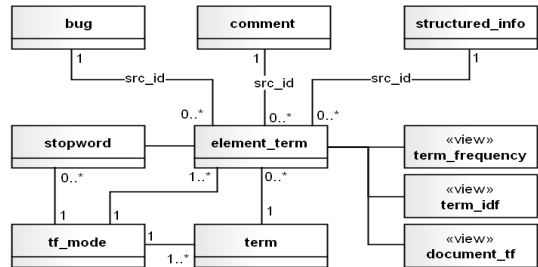 bug
comment
structured_info
1
1
1
src_id
src_id
src_id
0..*
0..*
0..*
stopword
element_term
«view»
term_frequency
0..*
1..*
0..*
«view»
term_idf
1
1
1
tf_mode
1
1..*
term
«view»
document_tf